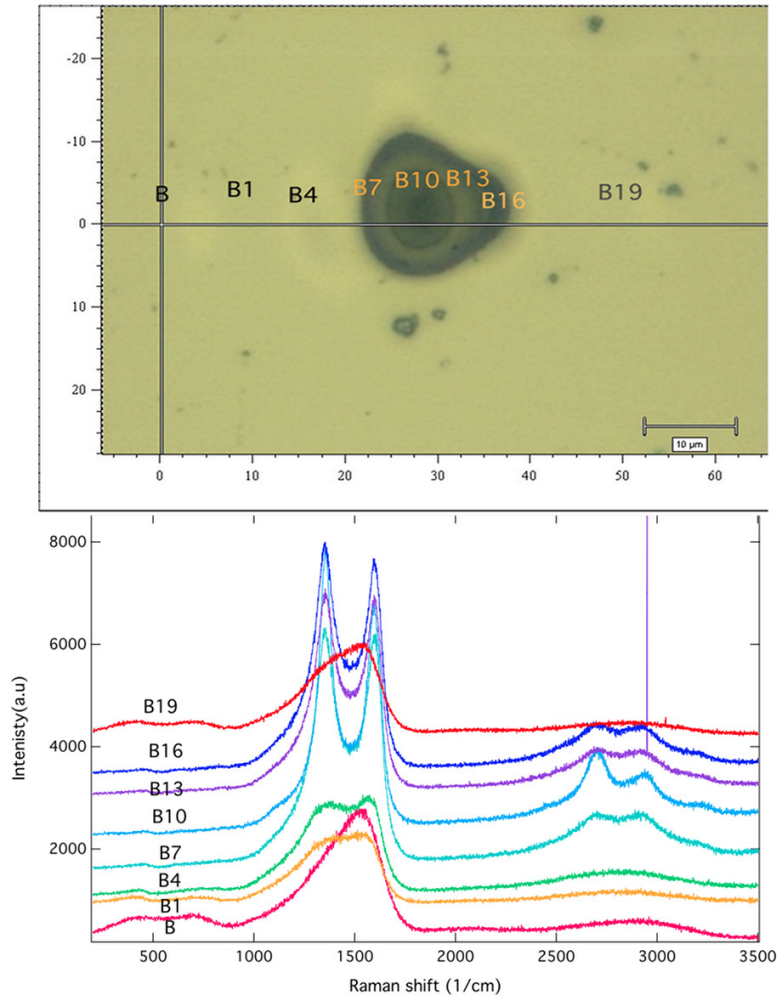 -20
-10
0
10
20
B B1 B4 B7 B10 B13 B16 B19
10 µm
0 10 20 30 40 50 60
8000
6000
4000
2000
B19
B16
B13
B10
B7
B4
B1
B
Intenisty(a.u)
500 1000 1500 2000 2500 3000 3500
Raman shift (1/cm)